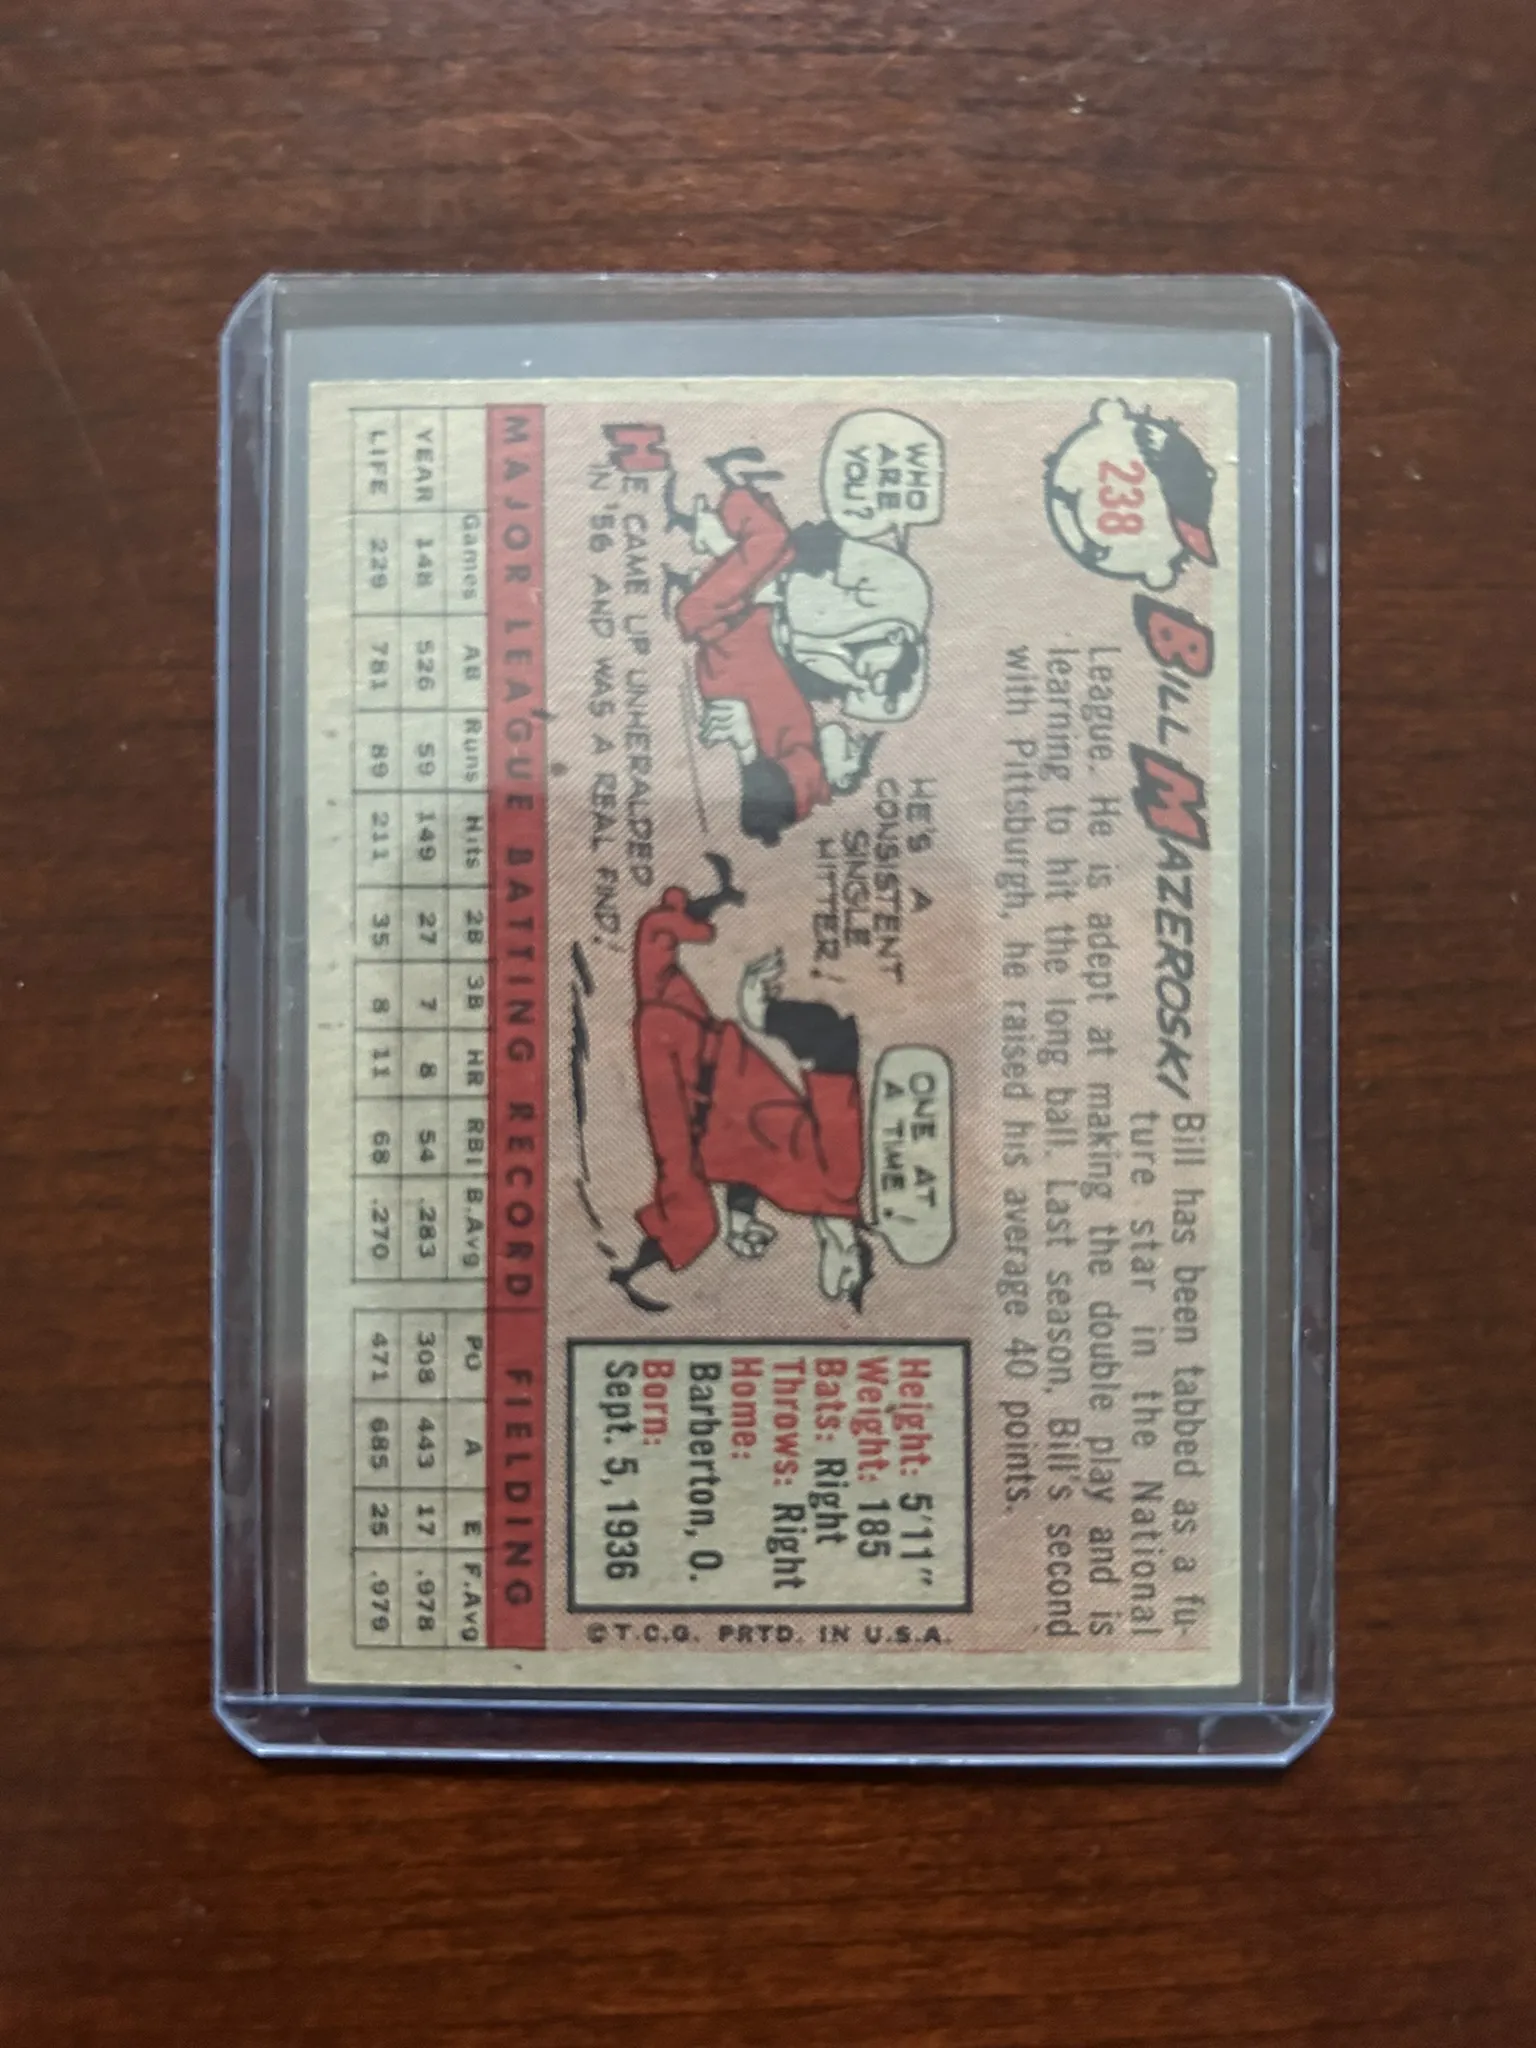 238
BILL MAZEROSKI
Bill has been tabbed as a fu-
ture star in the National
League. He is adept at making the double play and is
learning to hit the long ball. Last season, Bill's second
with Pittsburgh, he raised his average 40 points.
WHO
ARE
YOU?
HE CAME UP UNHERALDED
IN '56 AND WAS A REAL FIND!
HE'S A
CONSISTENT
SINGLE
HITTER!
ONE AT
A TIME!
Height: 5'11"
Weight: 185
Bats: Right
Throws: Right
Home:
Barberton, O.
Born:
Sept. 5, 1936
© T.C.G. PRTD. IN U.S.A.
MAJOR LEAGUE BATTING RECORD FIELDING
Games AB Runs Hits 2B 3B HR RBI B.Avg PO A E F.Avg
YEAR 148 526 59 149 27 7 8 54 .283 308 443 17 .978
LIFE 229 781 89 211 35 8 11 68 .270 471 685 25 .979